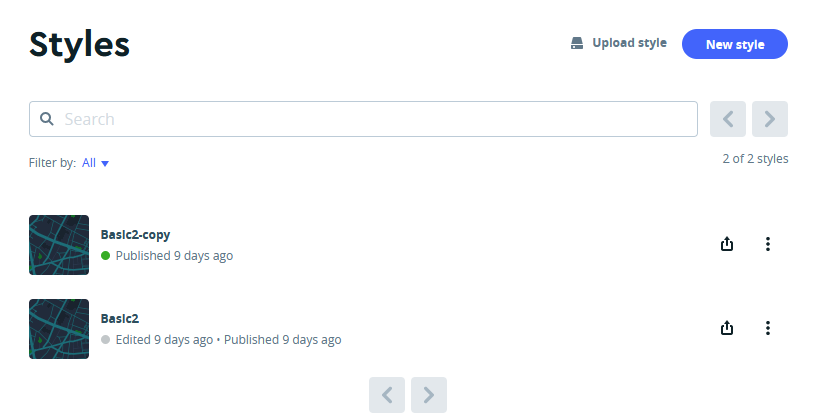 Styles
Upload style
New style
Search
Filter by: All
2 of 2 styles
Basic2-copy
Published 9 days ago
Basic2
Edited 9 days ago • Published 9 days ago